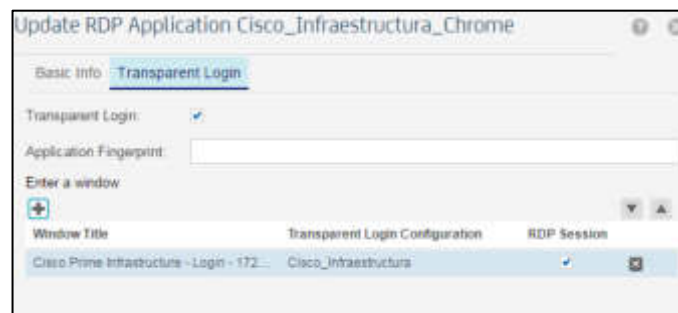 Update RDP Application Cisco_Infraestructura_Chrome
Basic Info Transparent Login
Transparent Login:
Application Fingerprint:
Enter a window
Window Title Transparent Login Configuration RDP Session
Cisco Prime Infrastructure - Login - 172... Cisco_Infraestructura